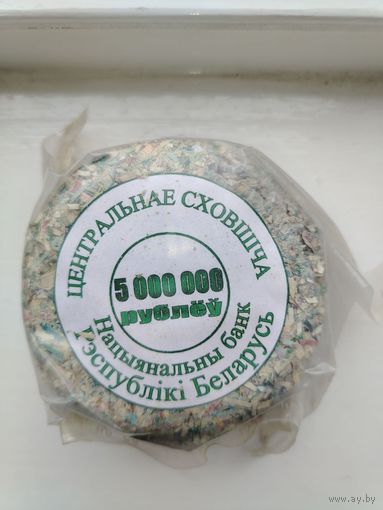 ЦЕНТРАЛЬНАЕ СХОВІШЧА
5 000 000
рублёў
Нацыянальны банк
Рэспублікі Беларусь
www.ay.by